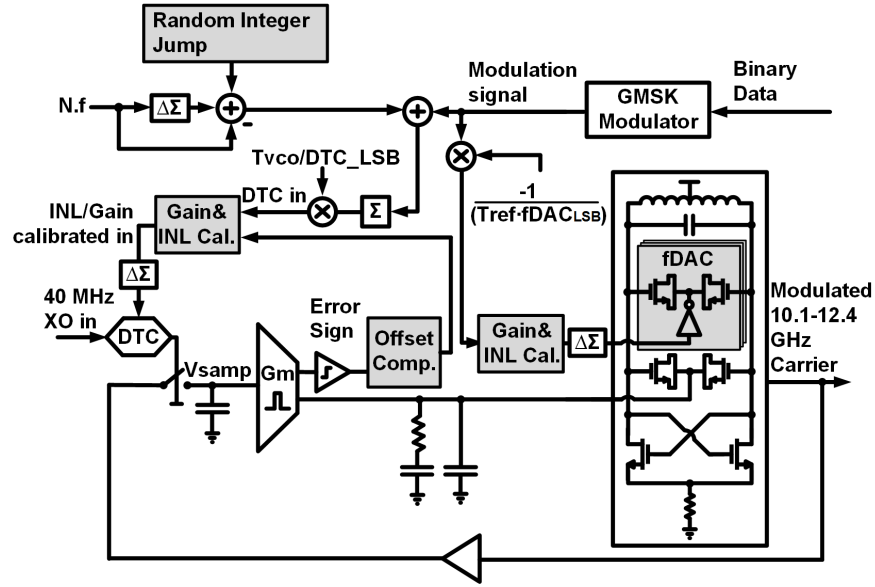 Random Integer
Jump
N.f
ΔΣ
+
-
+
Modulation
signal
GMSK
Modulator
Binary
Data
Tvco/DTC_LSB
×
-1
(Tref·fDACLSB)
DTC in
×
Σ
INL/Gain
calibrated in
Gain&
INL Cal.
ΔΣ
40 MHz
XO in
DTC
Vsamp
Gm
Error
Sign
Offset
Comp.
Gain&
INL Cal.
ΔΣ
fDAC
Modulated
10.1-12.4
GHz
Carrier